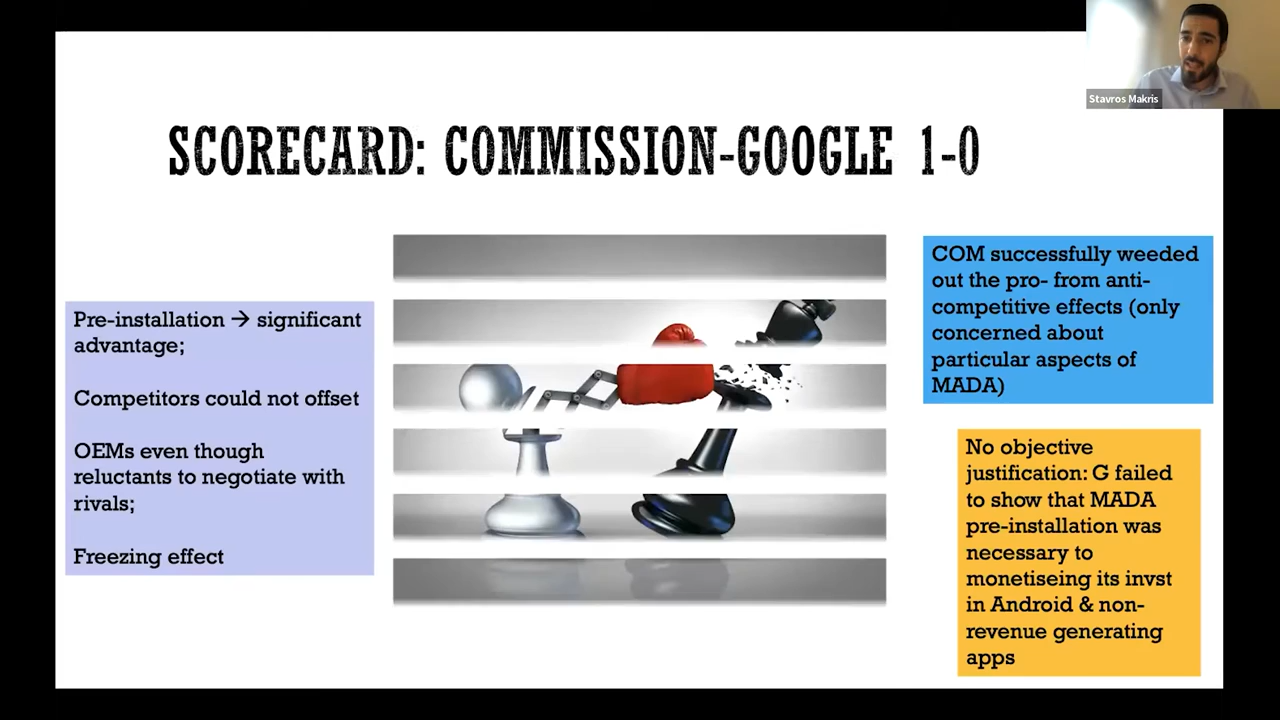 Stavros Makris
SCORECARD: COMMISSION-GOOGLE 1-0
Pre-installation → significant
advantage;
Competitors could not offset
OEMs even though
reluctants to negotiate with
rivals;
Freezing effect
COM successfully weeded
out the pro- from anti-
competitive effects (only
concerned about
particular aspects of
MADA)
No objective
justification: G failed
to show that MADA
pre-installation was
necessary to
monetiseing its invst
in Android & non-
revenue generating
apps